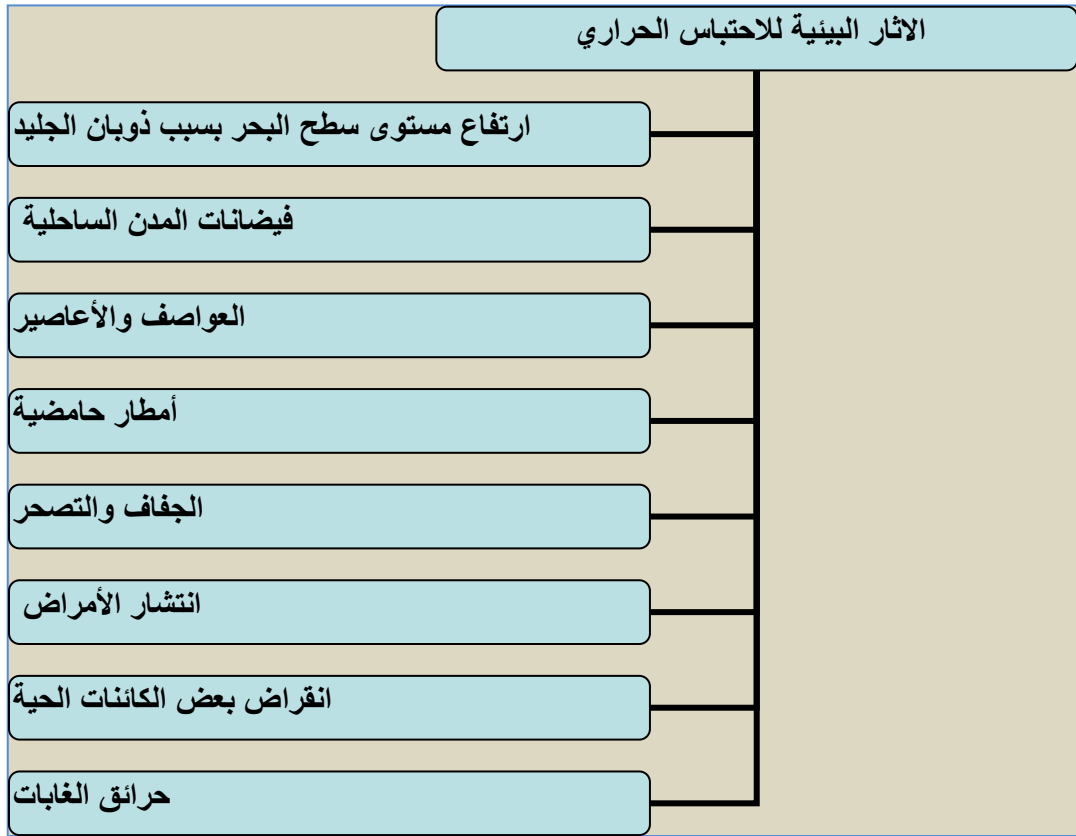 الاثار البيئية للاحتباس الحراري
ارتفاع مستوى سطح البحر بسبب ذوبان الجليد
فيضانات المدن الساحلية
العواصف والأعاصير
أمطار حامضية
الجفاف والتصحر
انتشار الأمراض
انقراض بعض الكائنات الحية
حرائق الغابات